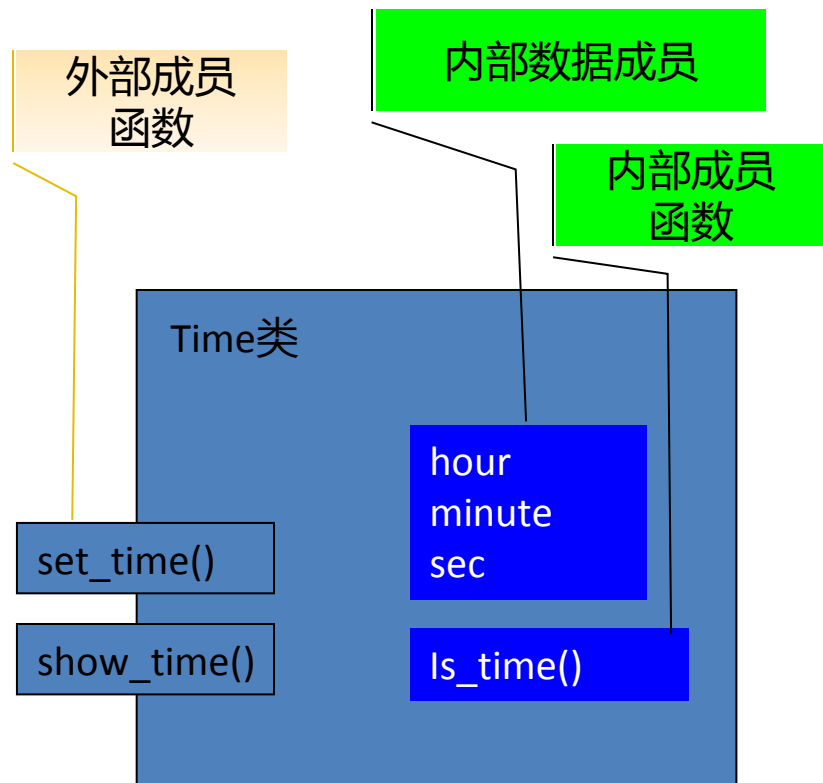 外部成员
函数
内部数据成员
内部成员
函数
Time类
hour
minute
sec
set_time()
show_time()
Is_time()